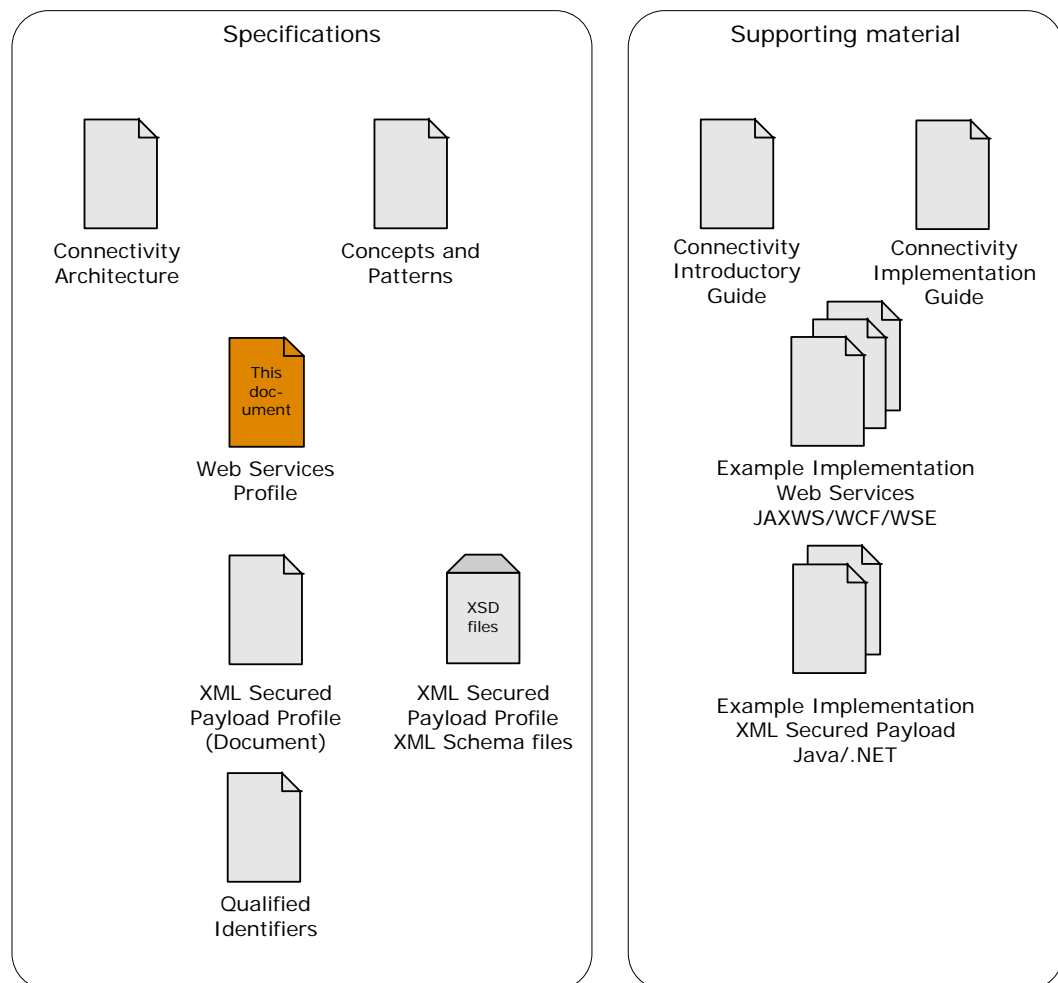 Specifications
Connectivity
Architecture
Concepts and
Patterns
This
doc-
ument
Web Services
Profile
XML Secured
Payload Profile
(Document)
XSD
files
XML Secured
Payload Profile
XML Schema files
Qualified
Identifiers
Supporting material
Connectivity
Introductory
Guide
Connectivity
Implementation
Guide
Example Implementation
Web Services
JAXWS/WCF/WSE
Example Implementation
XML Secured Payload
Java/.NET